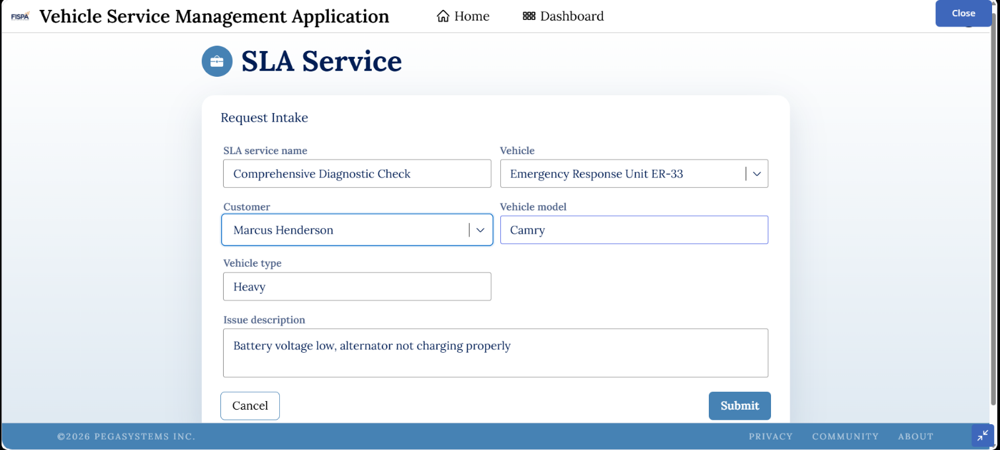 FISPA Vehicle Service Management Application Home Dashboard Close
SLA Service
Request Intake
SLA service name
Comprehensive Diagnostic Check
Vehicle
Emergency Response Unit ER-33
Customer
Marcus Henderson
Vehicle model
Camry
Vehicle type
Heavy
Issue description
Battery voltage low, alternator not charging properly
Cancel Submit
©2026 PEGASYSTEMS INC. PRIVACY COMMUNITY ABOUT